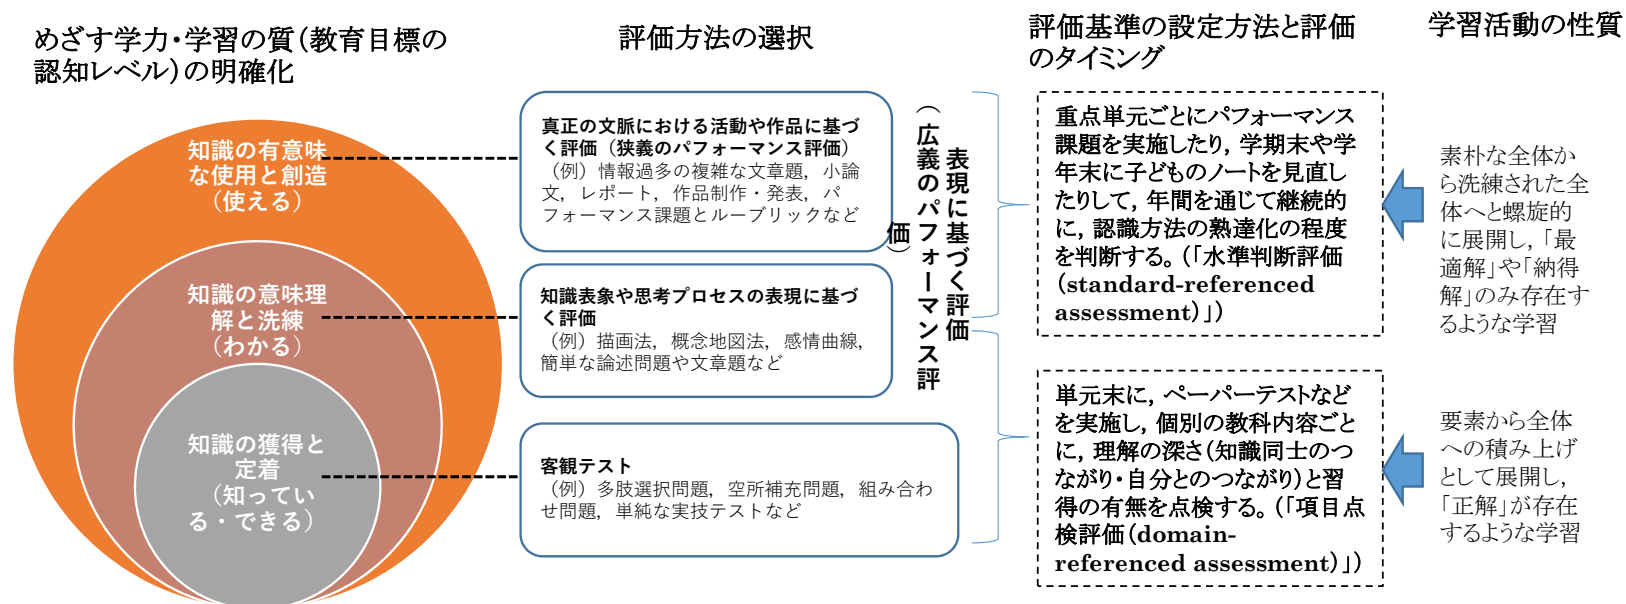 めざす学力・学習の質(教育目標の
認知レベル)の明確化
評価方法の選択
評価基準の設定方法と評価
のタイミング
学習活動の性質
知識の有意味
な使用と創造
(使える)
知識の意味理
解と洗練
(わかる)
知識の獲得と
定着
(知ってい
る・できる)
真正の文脈における活動や作品に基づ
く評価(狭義のパフォーマンス評価)
(例)情報過多の複雑な文章題，小論
文，レポート，作品制作・発表，パ
フォーマンス課題とルーブリックなど
知識表象や思考プロセスの表現に基づ
く評価
(例)描画法，概念地図法，感情曲線，
簡単な論述問題や文章題など
客観テスト
(例)多肢選択問題，空所補充問題，組み合わ
せ問題，単純な実技テストなど
表現に基づく評価
(広義のパフォーマンス評
価)
重点単元ごとにパフォーマンス
課題を実施したり，学期末や学
年末に子どものノートを見直し
たりして，年間を通じて継続的
に，認識方法の熟達化の程度
を判断する。(「水準判断評価
(standard-referenced
assessment)」)
単元末に，ペーパーテストなど
を実施し，個別の教科内容ごと
に，理解の深さ(知識同士のつ
ながり・自分とのつながり)と習
得の有無を点検する。(「項目点
検評価(domain-
referenced assessment)」)
素朴な全体か
ら洗練された全
体へと螺旋的
に展開し，「最
適解」や「納得
解」のみ存在す
るような学習
要素から全体
への積み上げ
として展開し，
「正解」が存在
するような学習